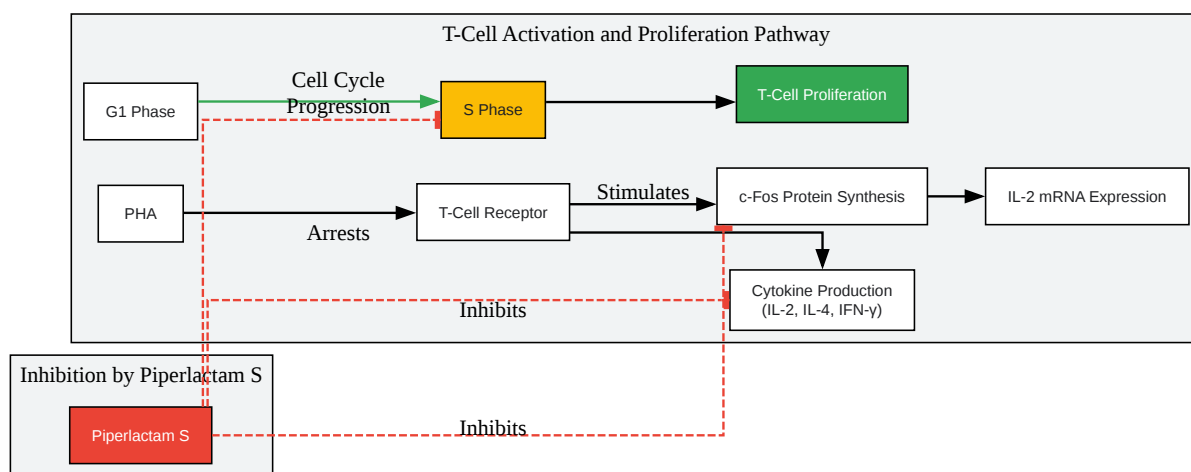 T-Cell Activation and Proliferation Pathway
Cell Cycle
Progression
G1 Phase
S Phase
T-Cell Proliferation
PHA
Arrests
T-Cell Receptor
Stimulates
c-Fos Protein Synthesis
IL-2 mRNA Expression
Cytokine Production
(IL-2, IL-4, IFN-γ)
Inhibits
Inhibition by Piperlactam S
Piperlactam S
Inhibits